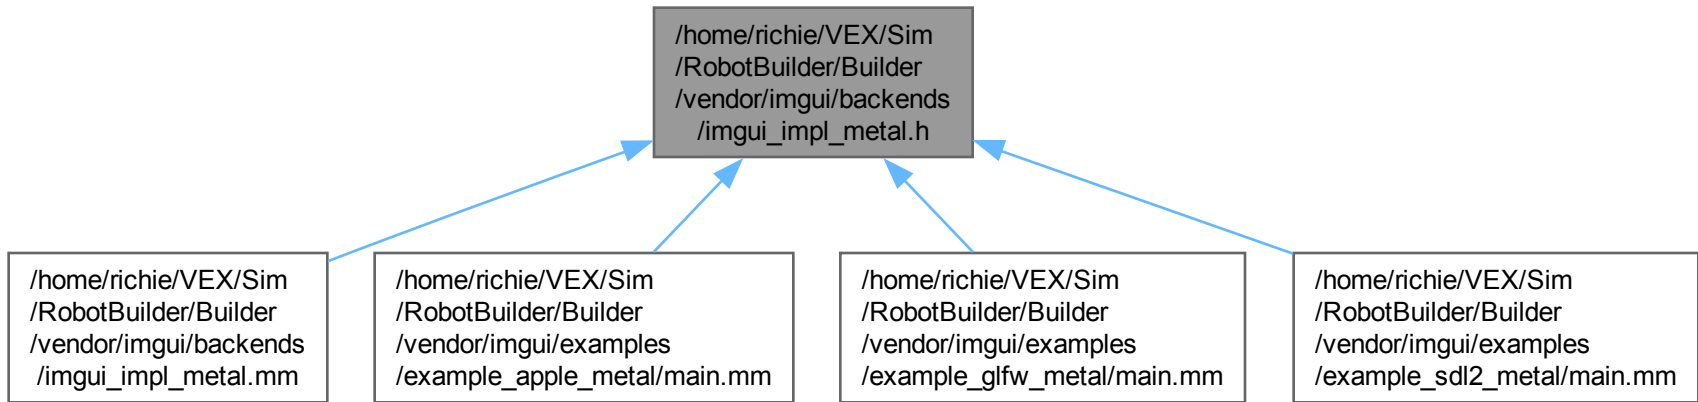 /home/richie/VEX/Sim
/RobotBuilder/Builder
/vendor/imgui/backends
/imgui_impl_metal.h
/home/richie/VEX/Sim
/RobotBuilder/Builder
/vendor/imgui/backends
/imgui_impl_metal.mm
/home/richie/VEX/Sim
/RobotBuilder/Builder
/vendor/imgui/examples
/example_apple_metal/main.mm
/home/richie/VEX/Sim
/RobotBuilder/Builder
/vendor/imgui/examples
/example_glfw_metal/main.mm
/home/richie/VEX/Sim
/RobotBuilder/Builder
/vendor/imgui/examples
/example_sdl2_metal/main.mm